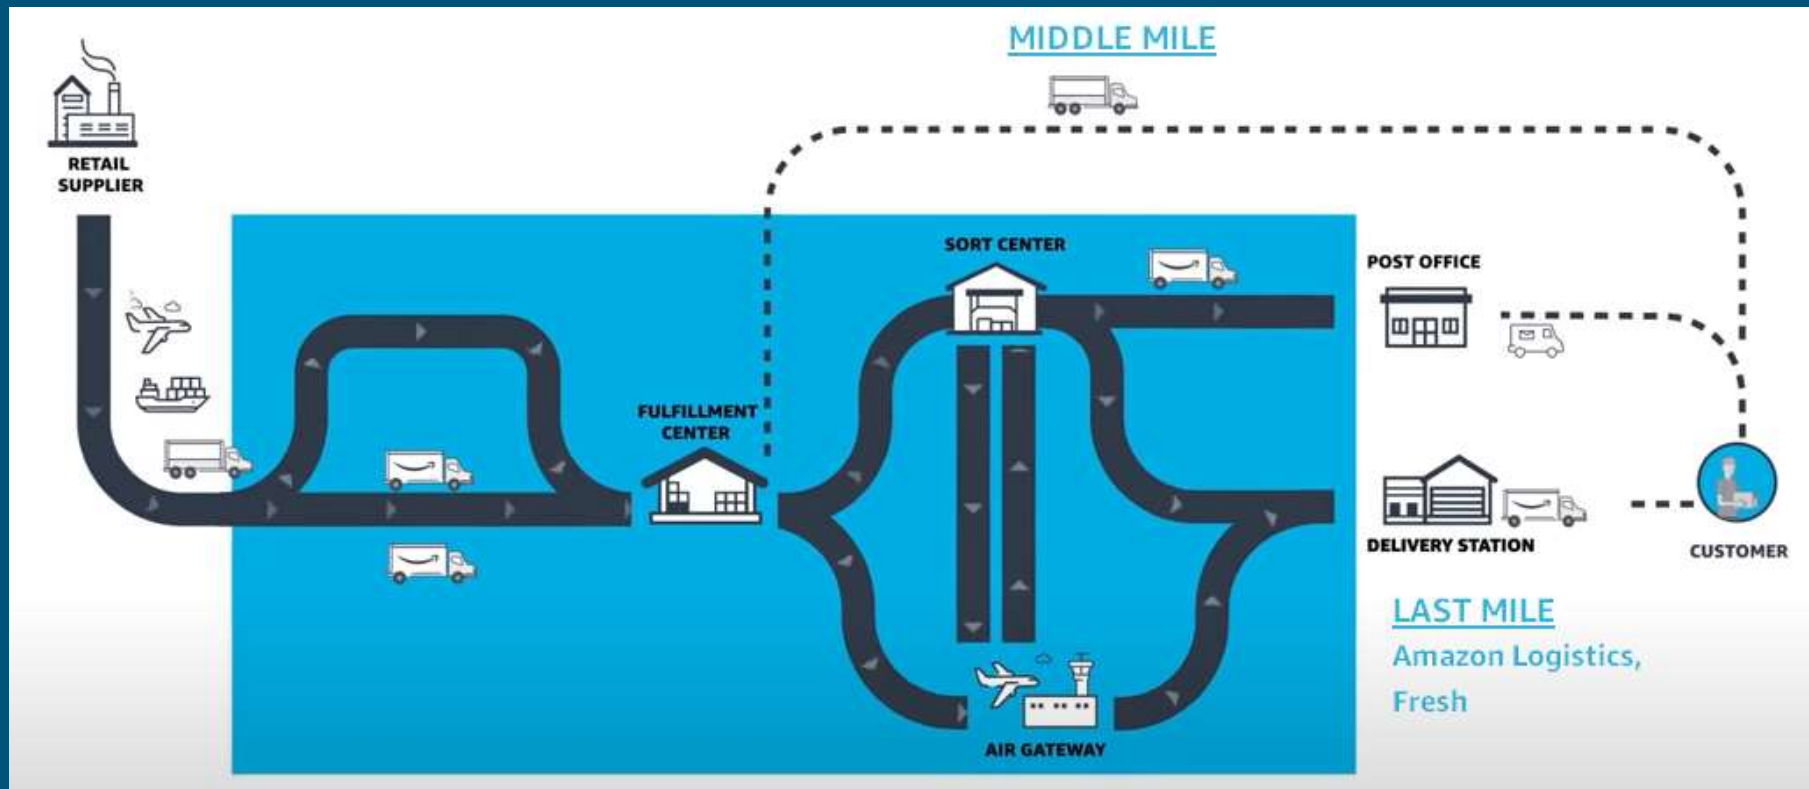 MIDDLE MILE
RETAIL
SUPPLIER
SORT CENTER
POST OFFICE
FULFILLMENT
CENTER
DELIVERY STATION
CUSTOMER
LAST MILE
Amazon Logistics,
Fresh
AIR GATEWAY